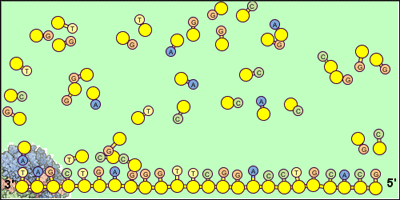 G C
T G A
T G G
G G A G
C
T C G G
G A G
C G A C A
G T C
C
C
G G
A T C C G
3' T A G C T G A G G G T T C G G A C C T G C A C G 5'